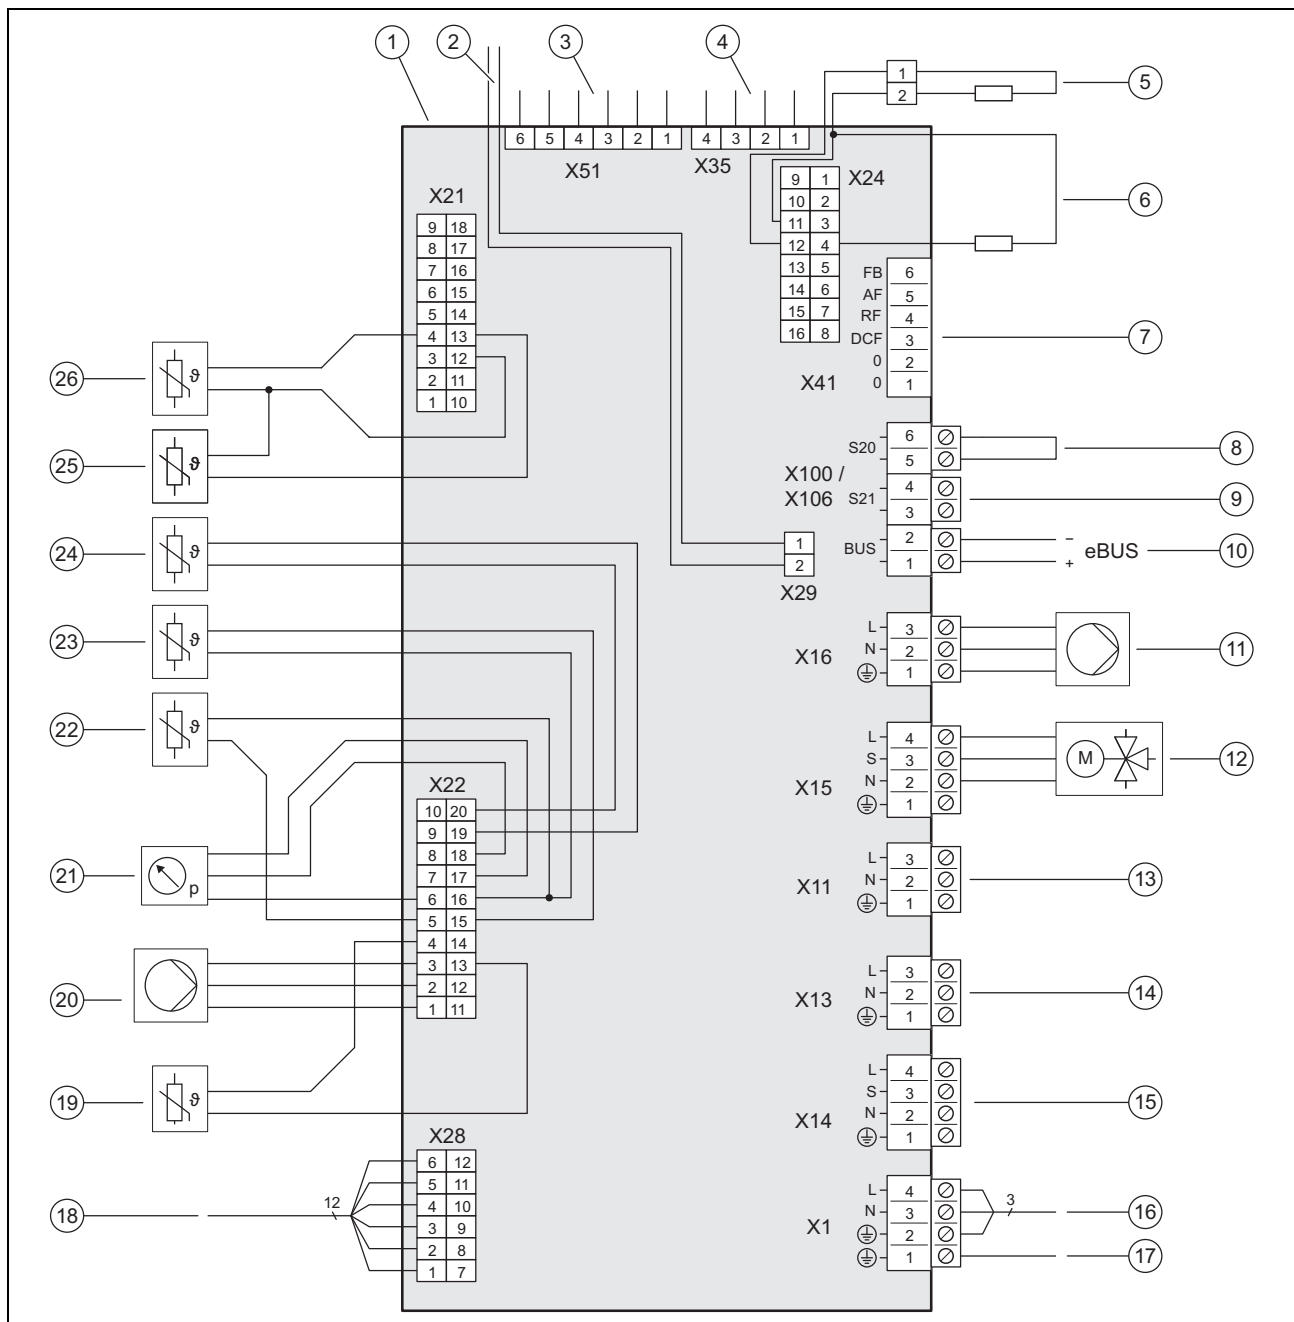 1 2 3 4
1
2
5
6 5 4 3 2 1 4 3 2 1
X51 X35
X21
9 18
8 17
7 16
6 15
5 14
4 13
3 12
2 11
1 10
9 1 X24
10 2
11 3
12 4
13 5
14 6
15 7
16 8
6
FB 6
AF 5
RF 4
DCF 3
0 2
0 1
X41
7
26 ϑ
25 ϑ
24 ϑ
23 ϑ
22 ϑ
S20 6
5
8
X100 /
X106
S21 4
3
9
BUS 2
1
– eBUS
+
10
1
2
X29
L 3
N 2
1
X16
11
L 4
S 3
N 2
1
X15
M
12
X22
10 20
9 19
8 18
7 17
6 16
5 15
4 14
3 13
2 12
1 11
21 p
20
19 ϑ
L 3
N 2
1
X11
13
L 3
N 2
1
X13
14
L 4
S 3
N 2
1
X14
15
X28
6 12
5 11
4 10
3 9
2 8
1 7
18 12
L 4
N 3
2
1
X1
3 16
17